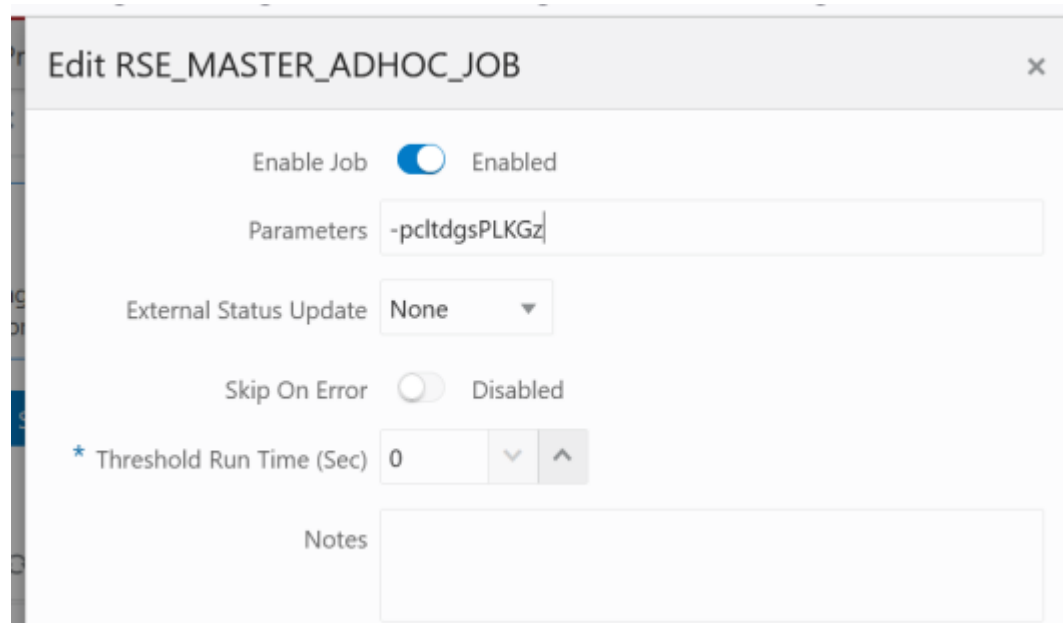 Edit RSE_MASTER_ADHOC_JOB ×
Enable Job Enabled
Parameters -pcltdgsPLKGz
External Status Update None
Skip On Error Disabled
* Threshold Run Time (Sec) 0
Notes